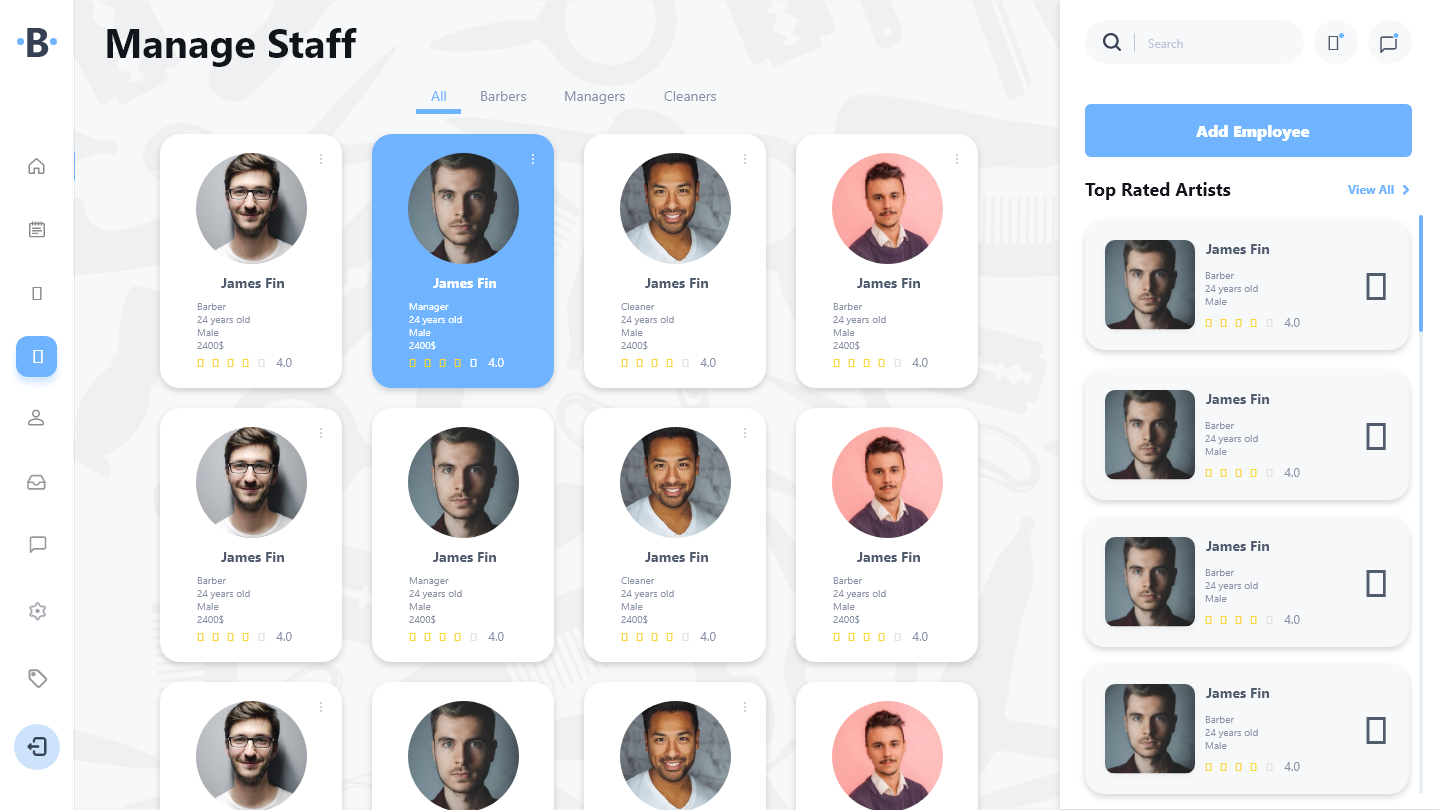 B
Manage Staff
All
Barbers
Managers
Cleaners
James Fin
Barber
24 years old
Male
2400$
4.0
James Fin
Manager
24 years old
Male
2400$
4.0
James Fin
Cleaner
24 years old
Male
2400$
4.0
James Fin
Barber
24 years old
Male
2400$
4.0
James Fin
Barber
24 years old
Male
2400$
4.0
James Fin
Manager
24 years old
Male
2400$
4.0
James Fin
Cleaner
24 years old
Male
2400$
4.0
James Fin
Barber
24 years old
Male
2400$
4.0
Search
Add Employee
Top Rated Artists
View All
James Fin
Barber
24 years old
Male
4.0
James Fin
Barber
24 years old
Male
4.0
James Fin
Barber
24 years old
Male
4.0
James Fin
Barber
24 years old
Male
4.0